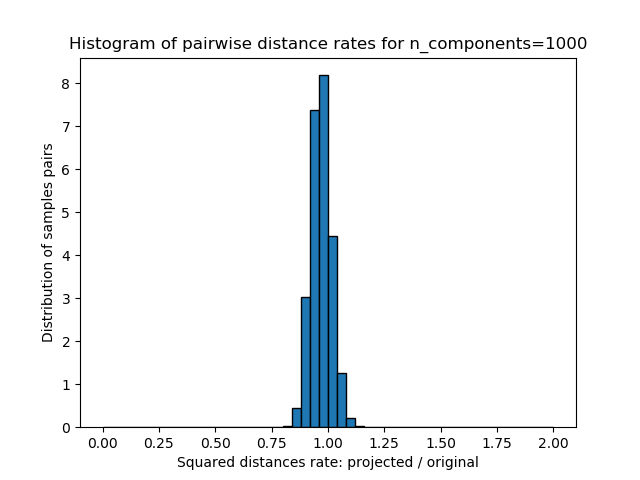 Histogram of pairwise distance rates for n_components=1000
Distribution of samples pairs
8
7
6
5
4
3
2
1
0
0.00 0.25 0.50 0.75 1.00 1.25 1.50 1.75 2.00
Squared distances rate: projected / original